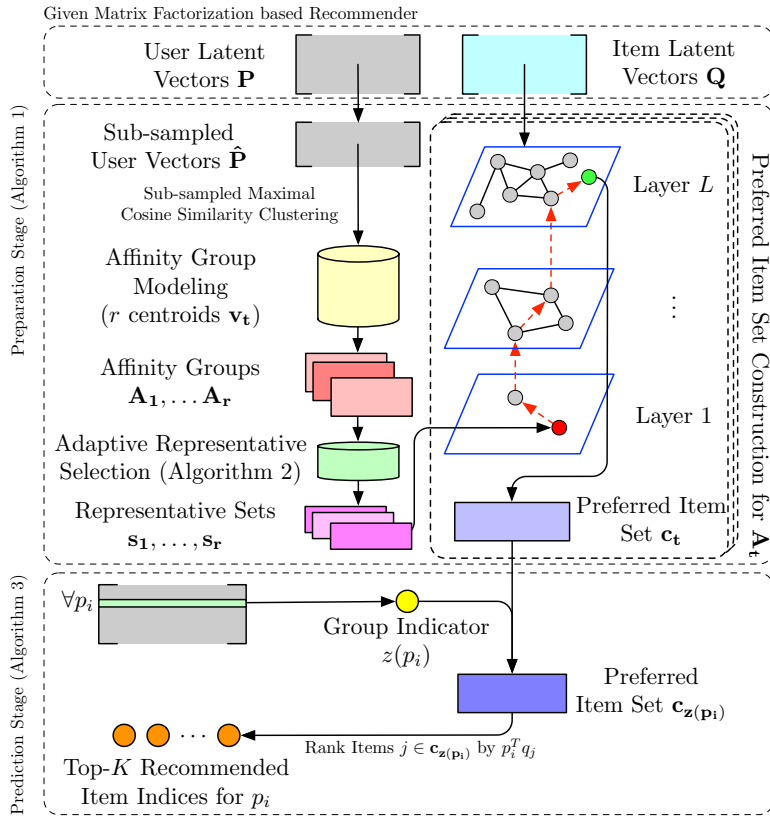 Given Matrix Factorization based Recommender
User Latent
Vectors P
Item Latent
Vectors Q
Preparation Stage (Algorithm 1)
Sub-sampled
User Vectors P̂
Sub-sampled Maximal
Cosine Similarity Clustering
Affinity Group
Modeling
(r centroids v_t)
Affinity Groups
A_1, … A_r
Adaptive Representative
Selection (Algorithm 2)
Representative Sets
s_1, …, s_r
Layer L
⋮
Layer 1
Preferred Item
Set c_t
Preferred Item Set Construction for A_t
Prediction Stage (Algorithm 3)
∀p_i
Group Indicator
z(p_i)
Preferred
Item Set c_{z(p_i)}
Rank Items j ∈ c_{z(p_i)} by p_i^T q_j
…
Top-K Recommended
Item Indices for p_i